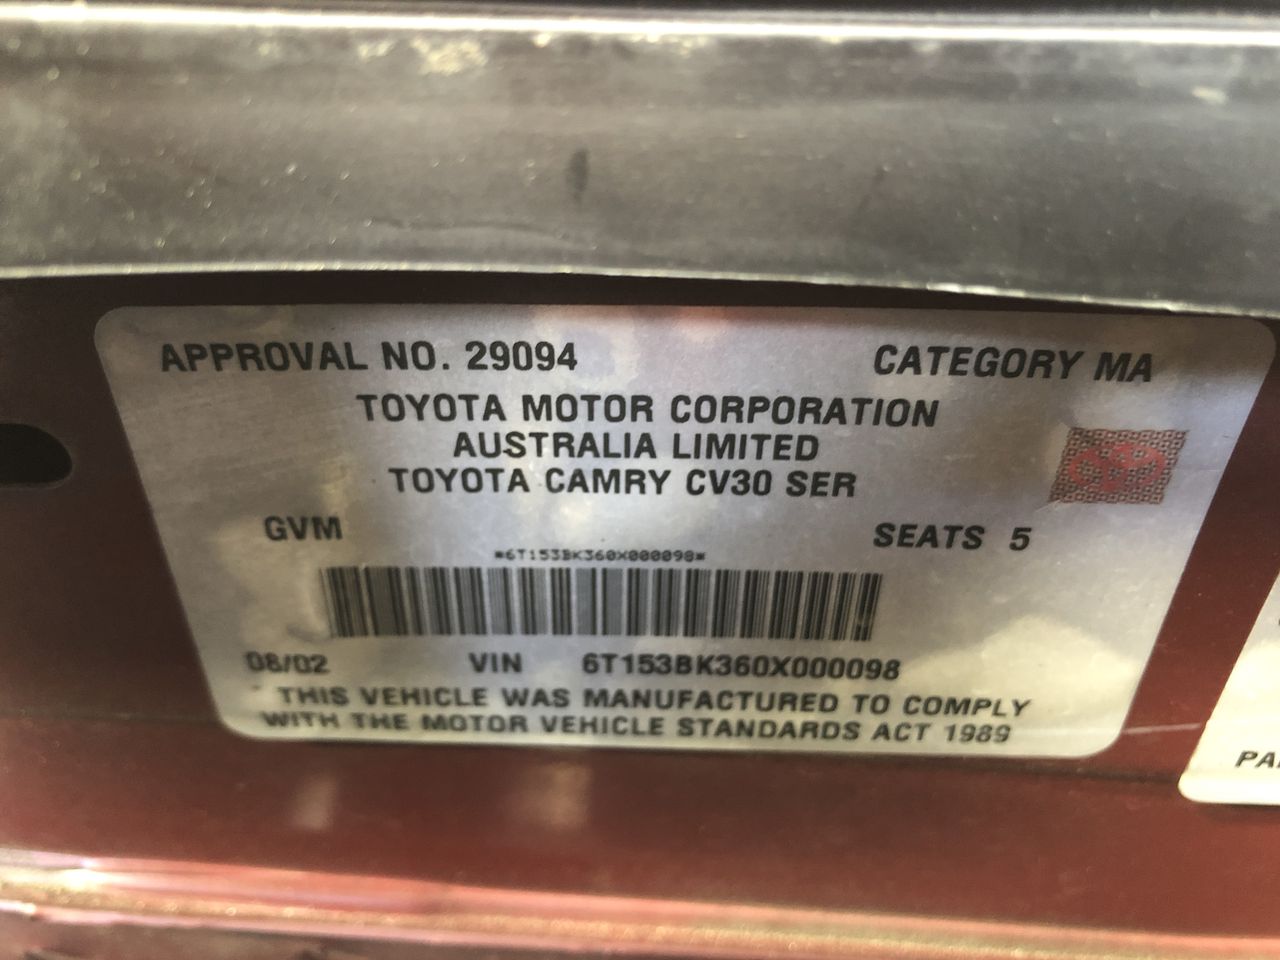 APPROVAL NO. 29094 CATEGORY MA
TOYOTA MOTOR CORPORATION
AUSTRALIA LIMITED
TOYOTA CAMRY CV30 SER
GVM SEATS 5
*6T153BK360X000098*
08/02 VIN 6T153BK360X000098
THIS VEHICLE WAS MANUFACTURED TO COMPLY
WITH THE MOTOR VEHICLE STANDARDS ACT 1989